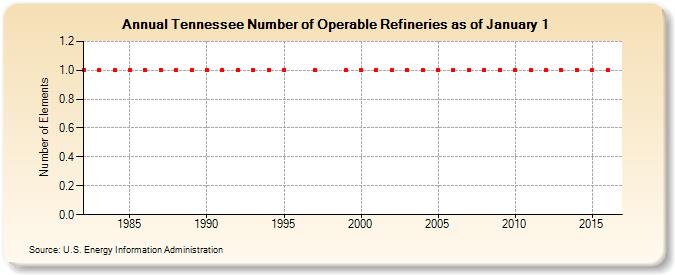 Annual Tennessee Number of Operable Refineries as of January 1
Number of Elements
1.2
1.0
0.8
0.6
0.4
0.2
0.0
1985 1990 1995 2000 2005 2010 2015
Source: U.S. Energy Information Administration